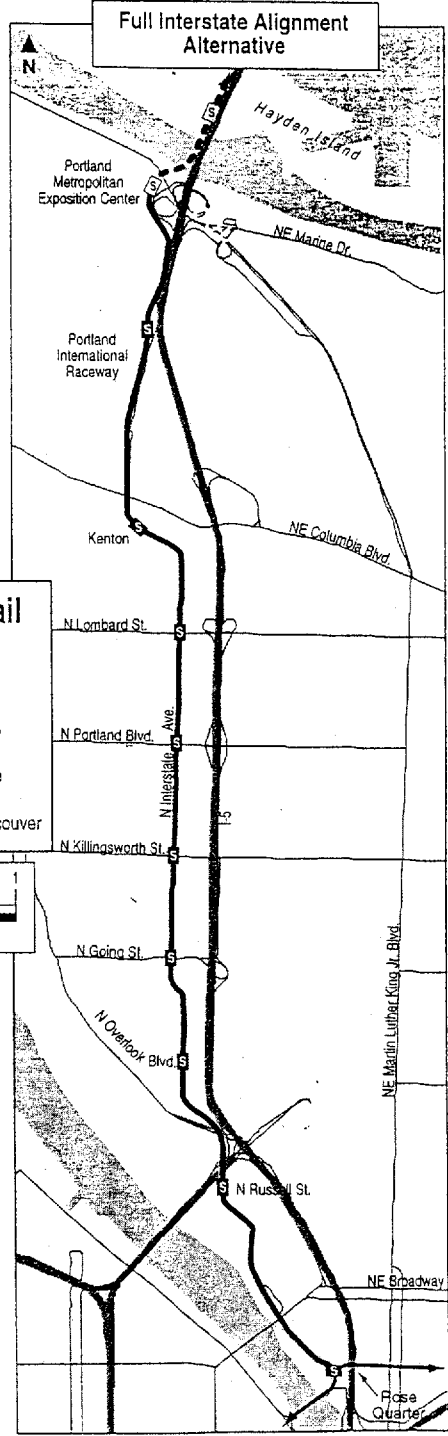 Full Interstate Alignment
Alternative
N
S
Hayden Island
Portland
Metropolitan
Exposition Center
S
NE Marine Dr.
S
Portland
International
Raceway
S
Kenton
NE Columbia Blvd.
ail
N Lombard St.
S
N Portland Blvd.
S
N Interstate Ave.
I-5
couver
N Killingsworth St.
S
1
N Going St.
S
NE Martin Luther King Jr. Blvd.
N Overlook Blvd.
S
S
N Russell St.
NE Broadway
S
Rose
Quarter